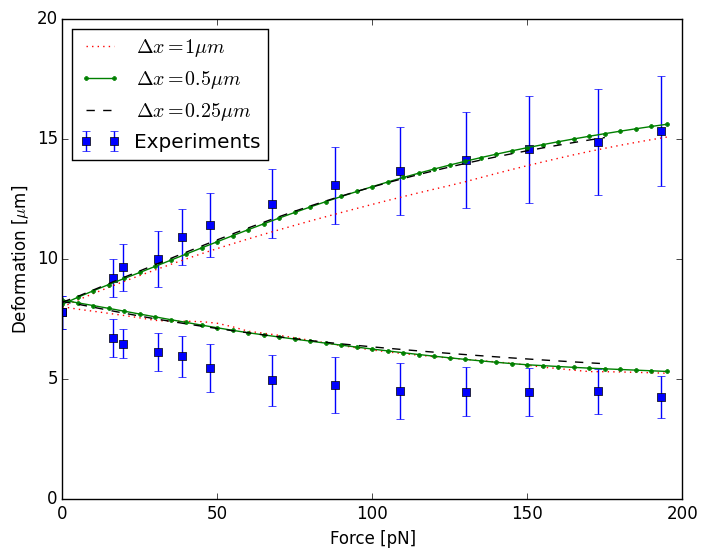 20
15
10
5
0
Deformation [μm]
Δx=1μm
Δx=0.5μm
Δx=0.25μm
Experiments
0 50 100 150 200
Force [pN]